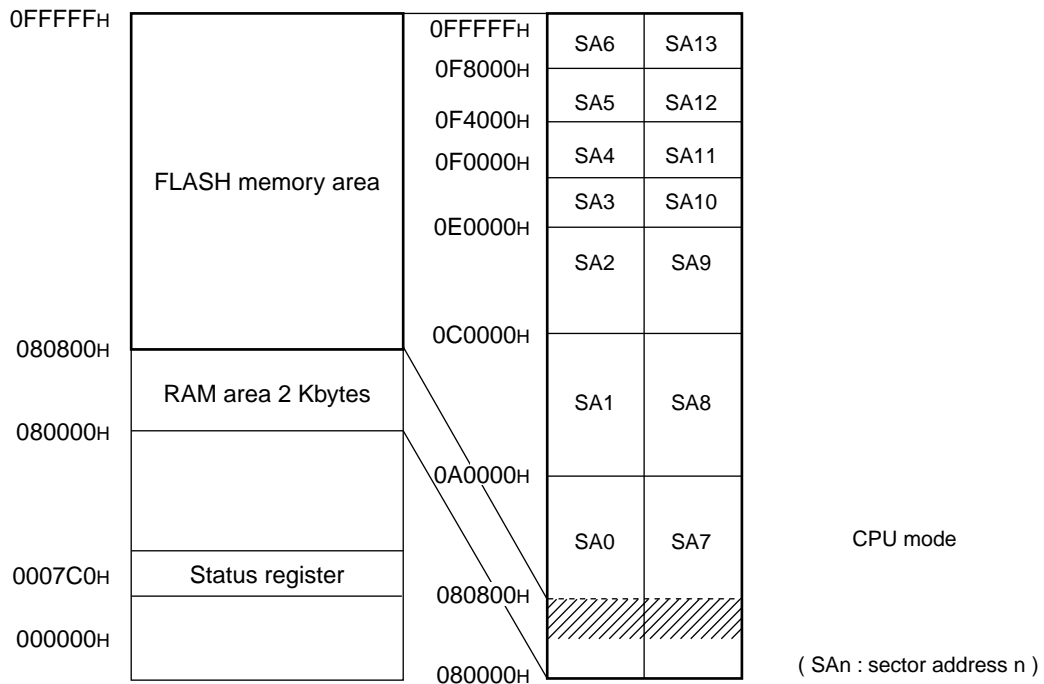 0FFFFFH
FLASH memory area
080800H
RAM area 2 Kbytes
080000H
Status register
0007C0H
000000H
0FFFFFH
SA6 SA13
0F8000H
SA5 SA12
0F4000H
SA4 SA11
0F0000H
SA3 SA10
0E0000H
SA2 SA9
0C0000H
SA1 SA8
0A0000H
SA0 SA7
080800H
080000H
CPU mode
( SAn : sector address n )